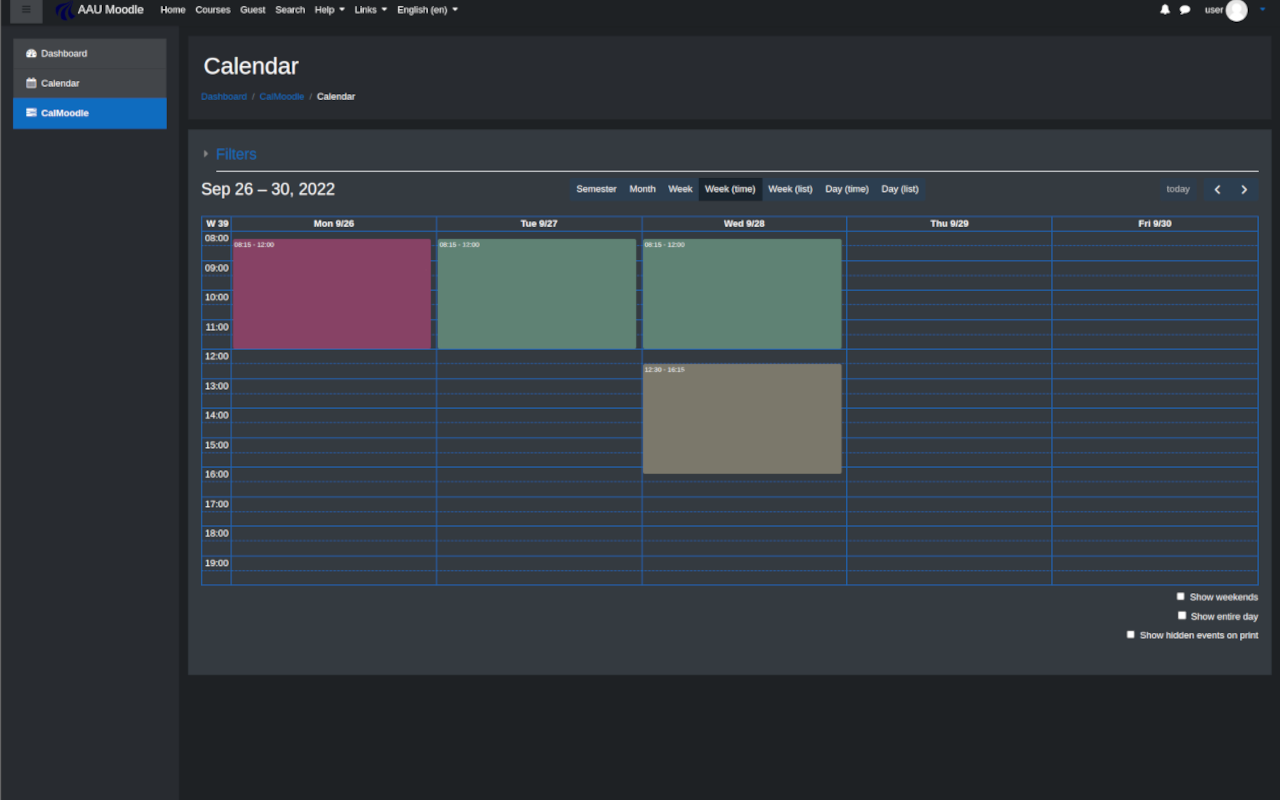 AAU Moodle Home Courses Guest Search Help Links English (en) user
Dashboard
Calendar
CalMoodle
Calendar
Dashboard / CalMoodle / Calendar
Filters
Sep 26 – 30, 2022 Semester Month Week Week (time) Week (list) Day (time) Day (list) today
W 39 Mon 9/26 Tue 9/27 Wed 9/28 Thu 9/29 Fri 9/30
08:00
08:15 - 12:00 08:15 - 12:00 08:15 - 12:00
09:00
10:00
11:00
12:00
12:30 - 16:15
13:00
14:00
15:00
16:00
17:00
18:00
19:00
Show weekends
Show entire day
Show hidden events on print